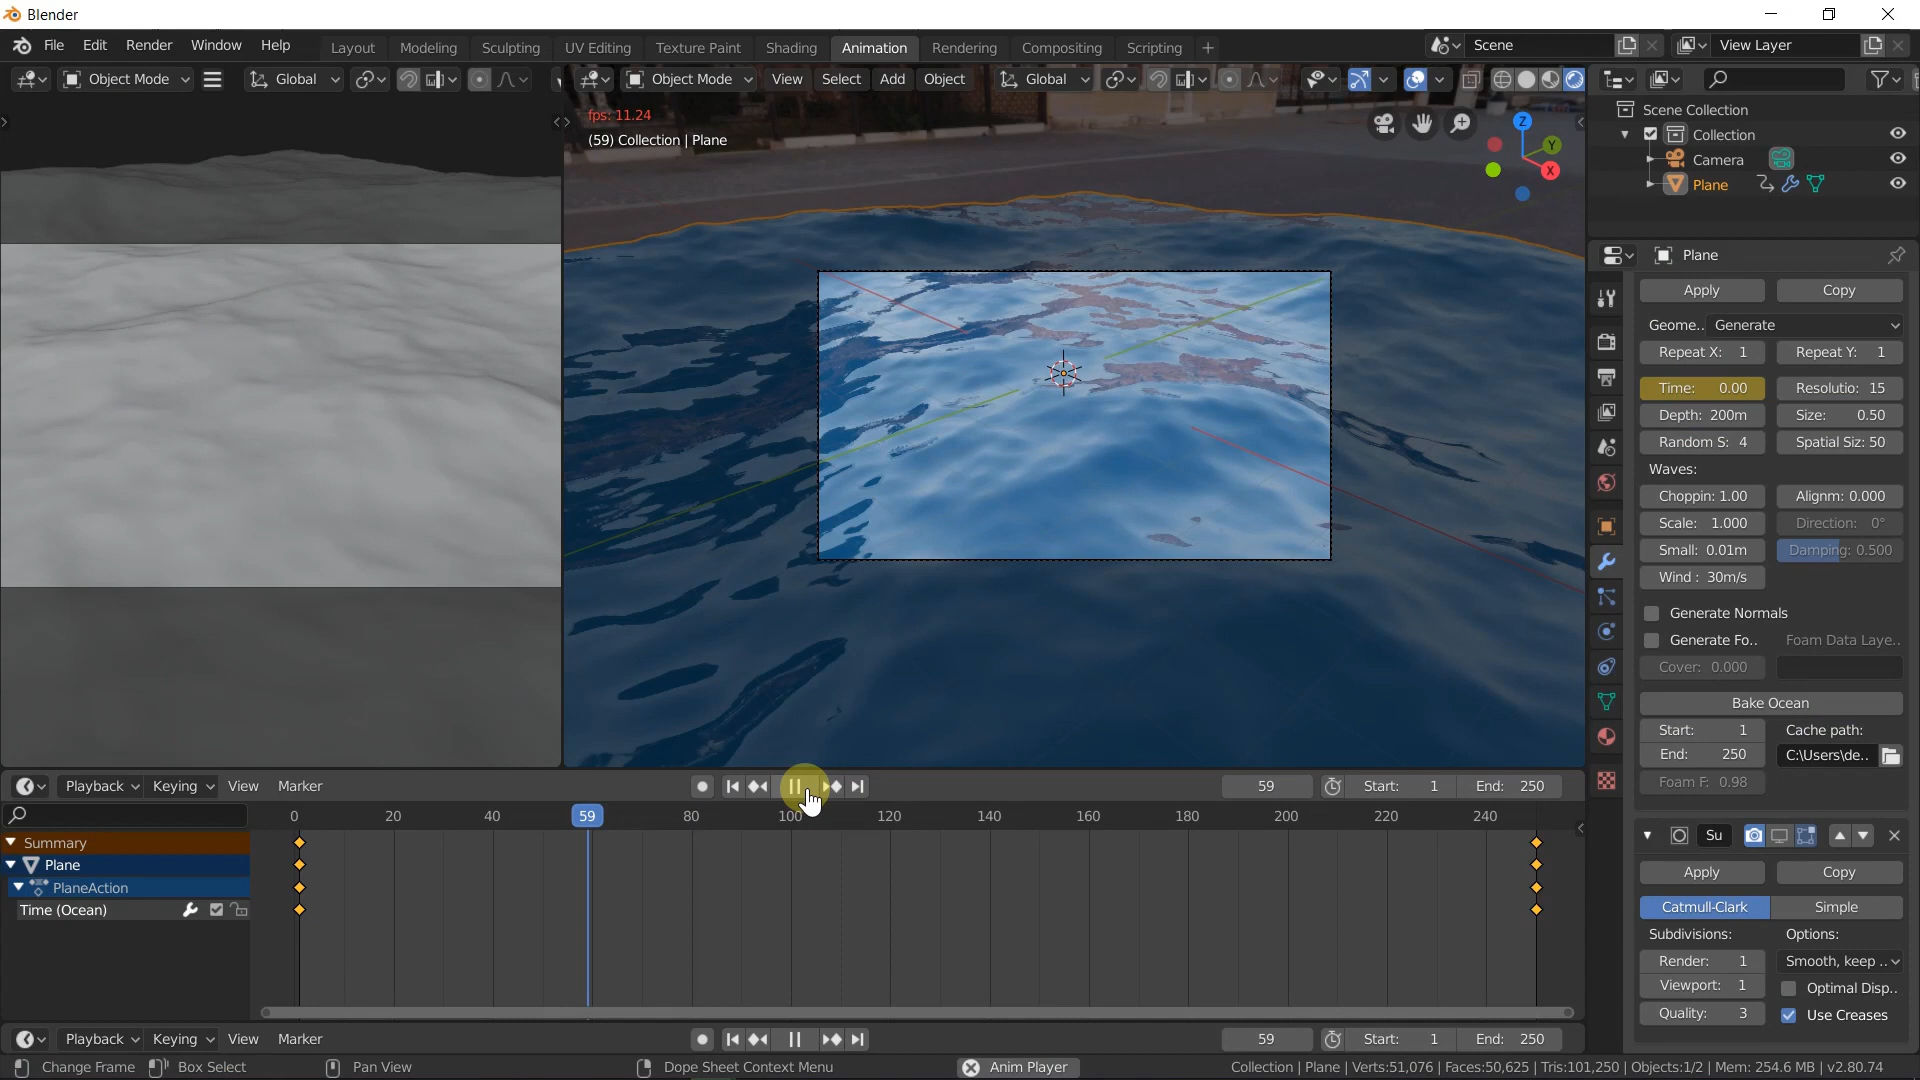 Blender
File Edit Render Window Help Layout Modeling Sculpting UV Editing Texture Paint Shading Animation Rendering Compositing Scripting + Scene View Layer
Object Mode Global Object Mode View Select Add Object Global
fps: 11.24
(59) Collection | Plane
Z
Y
X
Scene Collection
Collection
Camera
Plane
Plane
Apply Copy
Geome.. Generate
Repeat X: 1 Repeat Y: 1
Time: 0.00 Resolutio: 15
Depth: 200m Size: 0.50
Random S: 4 Spatial Siz: 50
Waves:
Choppin: 1.00 Alignm: 0.000
Scale: 1.000 Direction: 0°
Small: 0.01m Damping: 0.500
Wind : 30m/s
Generate Normals
Generate Fo.. Foam Data Laye..
Cover: 0.000
Bake Ocean
Start: 1 Cache path:
End: 250 C:\Users\de..
Foam F: 0.98
Su
Apply Copy
Catmull-Clark Simple
Subdivisions: Options:
Render: 1 Smooth, keep ..
Viewport: 1 Optimal Disp..
Quality: 3 Use Creases
Playback Keying View Marker 59 Start: 1 End: 250
0 20 40 59 80 100 120 140 160 180 200 220 240
Summary
Plane
PlaneAction
Time (Ocean)
Playback Keying View Marker 59 Start: 1 End: 250
Change Frame Box Select Pan View Dope Sheet Context Menu Anim Player Collection | Plane | Verts:51,076 | Faces:50,625 | Tris:101,250 | Objects:1/2 | Mem: 254.6 MB | v2.80.74